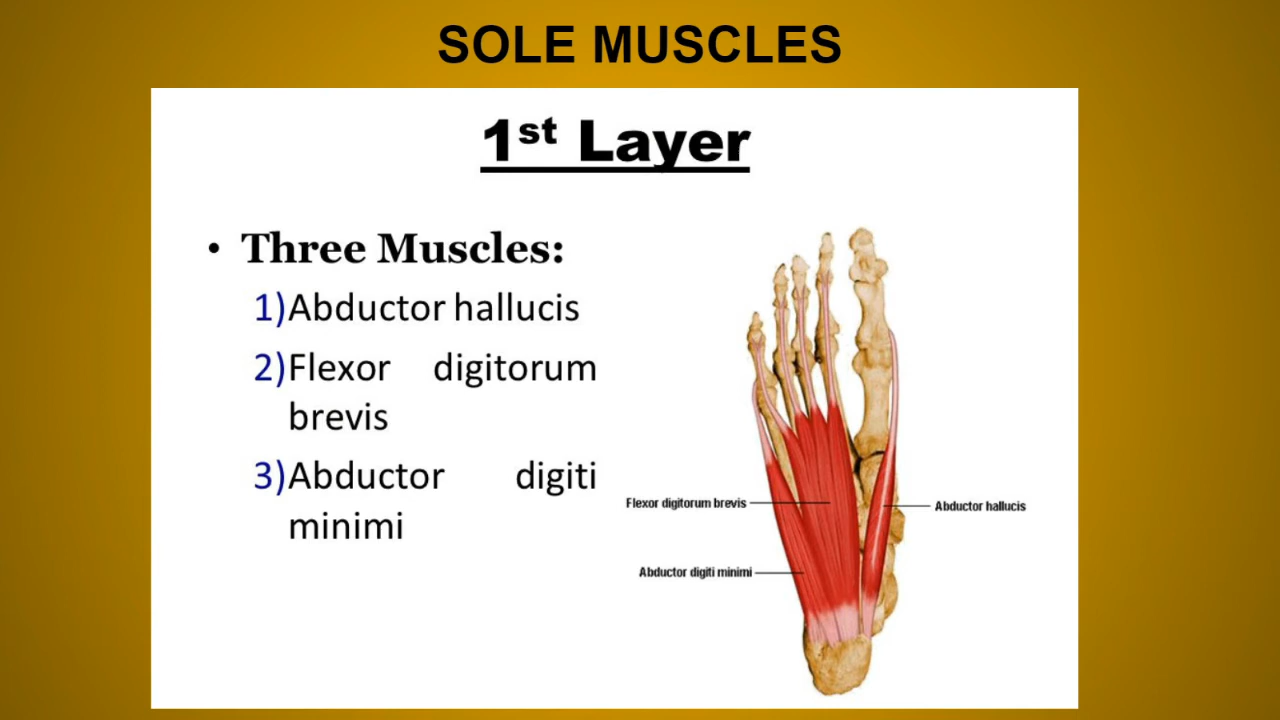 SOLE MUSCLES
1st Layer
• Three Muscles:
1)Abductor hallucis
2)Flexor digitorum
brevis
3)Abductor digiti
minimi
Flexor digitorum brevis
Abductor hallucis
Abductor digiti minimi